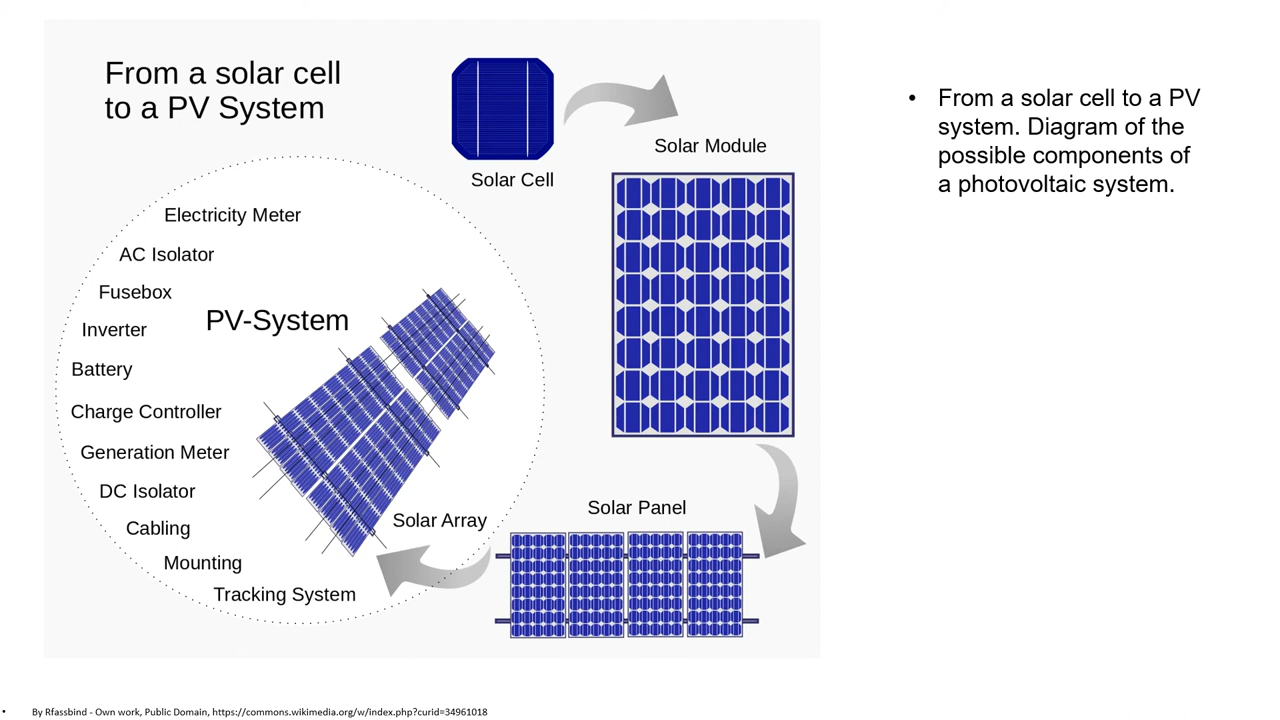 From a solar cell
to a PV System
Solar Cell
Solar Module
Solar Panel
Solar Array
PV-System
Electricity Meter
AC Isolator
Fusebox
Inverter
Battery
Charge Controller
Generation Meter
DC Isolator
Cabling
Mounting
Tracking System
• From a solar cell to a PV
system. Diagram of the
possible components of
a photovoltaic system.
• By Rfassbind - Own work, Public Domain, https://commons.wikimedia.org/w/index.php?curid=34961018